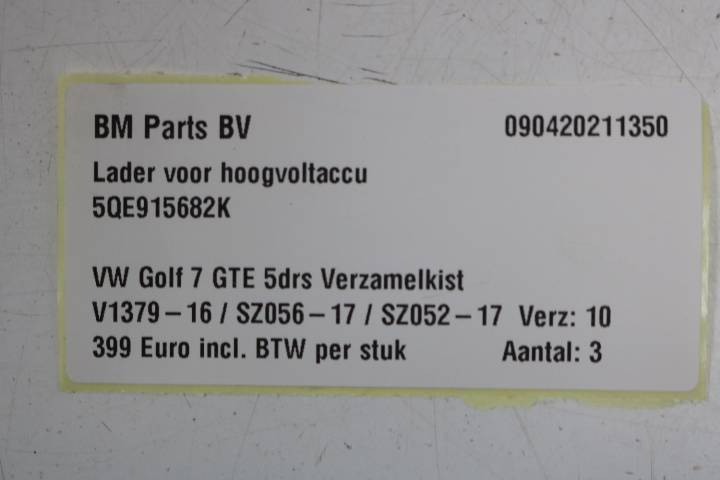 BM Parts BV 090420211350
Lader voor hoogvoltaccu
5QE915682K
VW Golf 7 GTE 5drs Verzamelkist
V1379-16 / SZ056-17 / SZ052-17 Verz: 10
399 Euro incl. BTW per stuk Aantal: 3